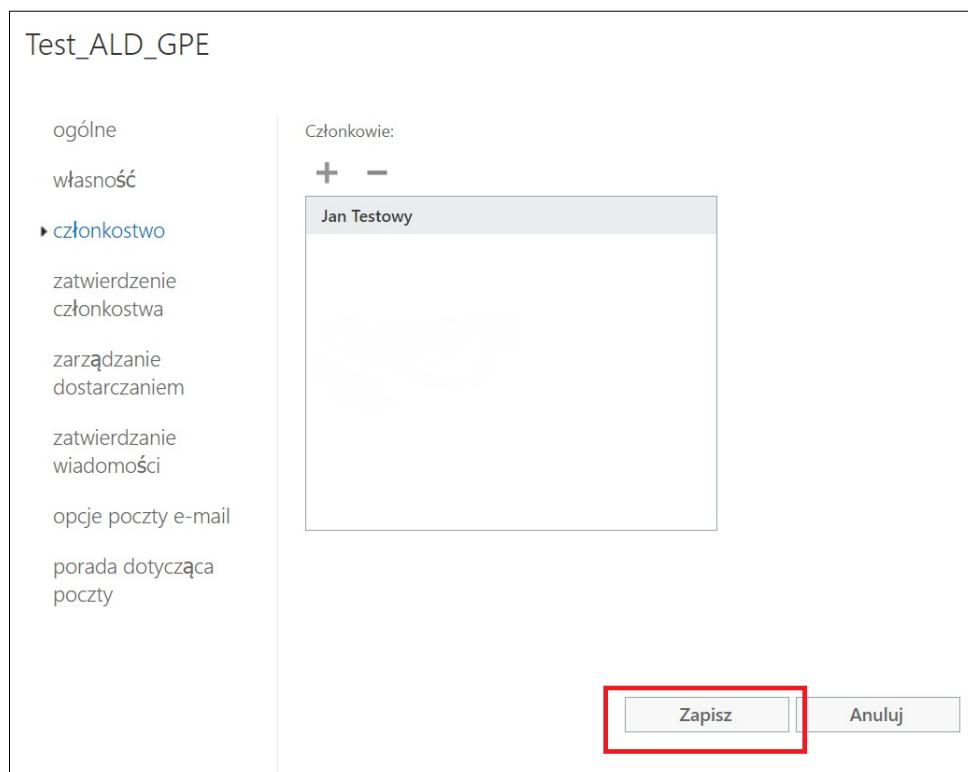 Test_ALD_GPE
ogólne
własność
członkostwo
zatwierdzenie
członkostwa
zarządzanie
dostarczaniem
zatwierdzanie
wiadomości
opcje poczty e-mail
porada dotycząca
poczty
Członkowie:
Jan Testowy
Zapisz
Anuluj